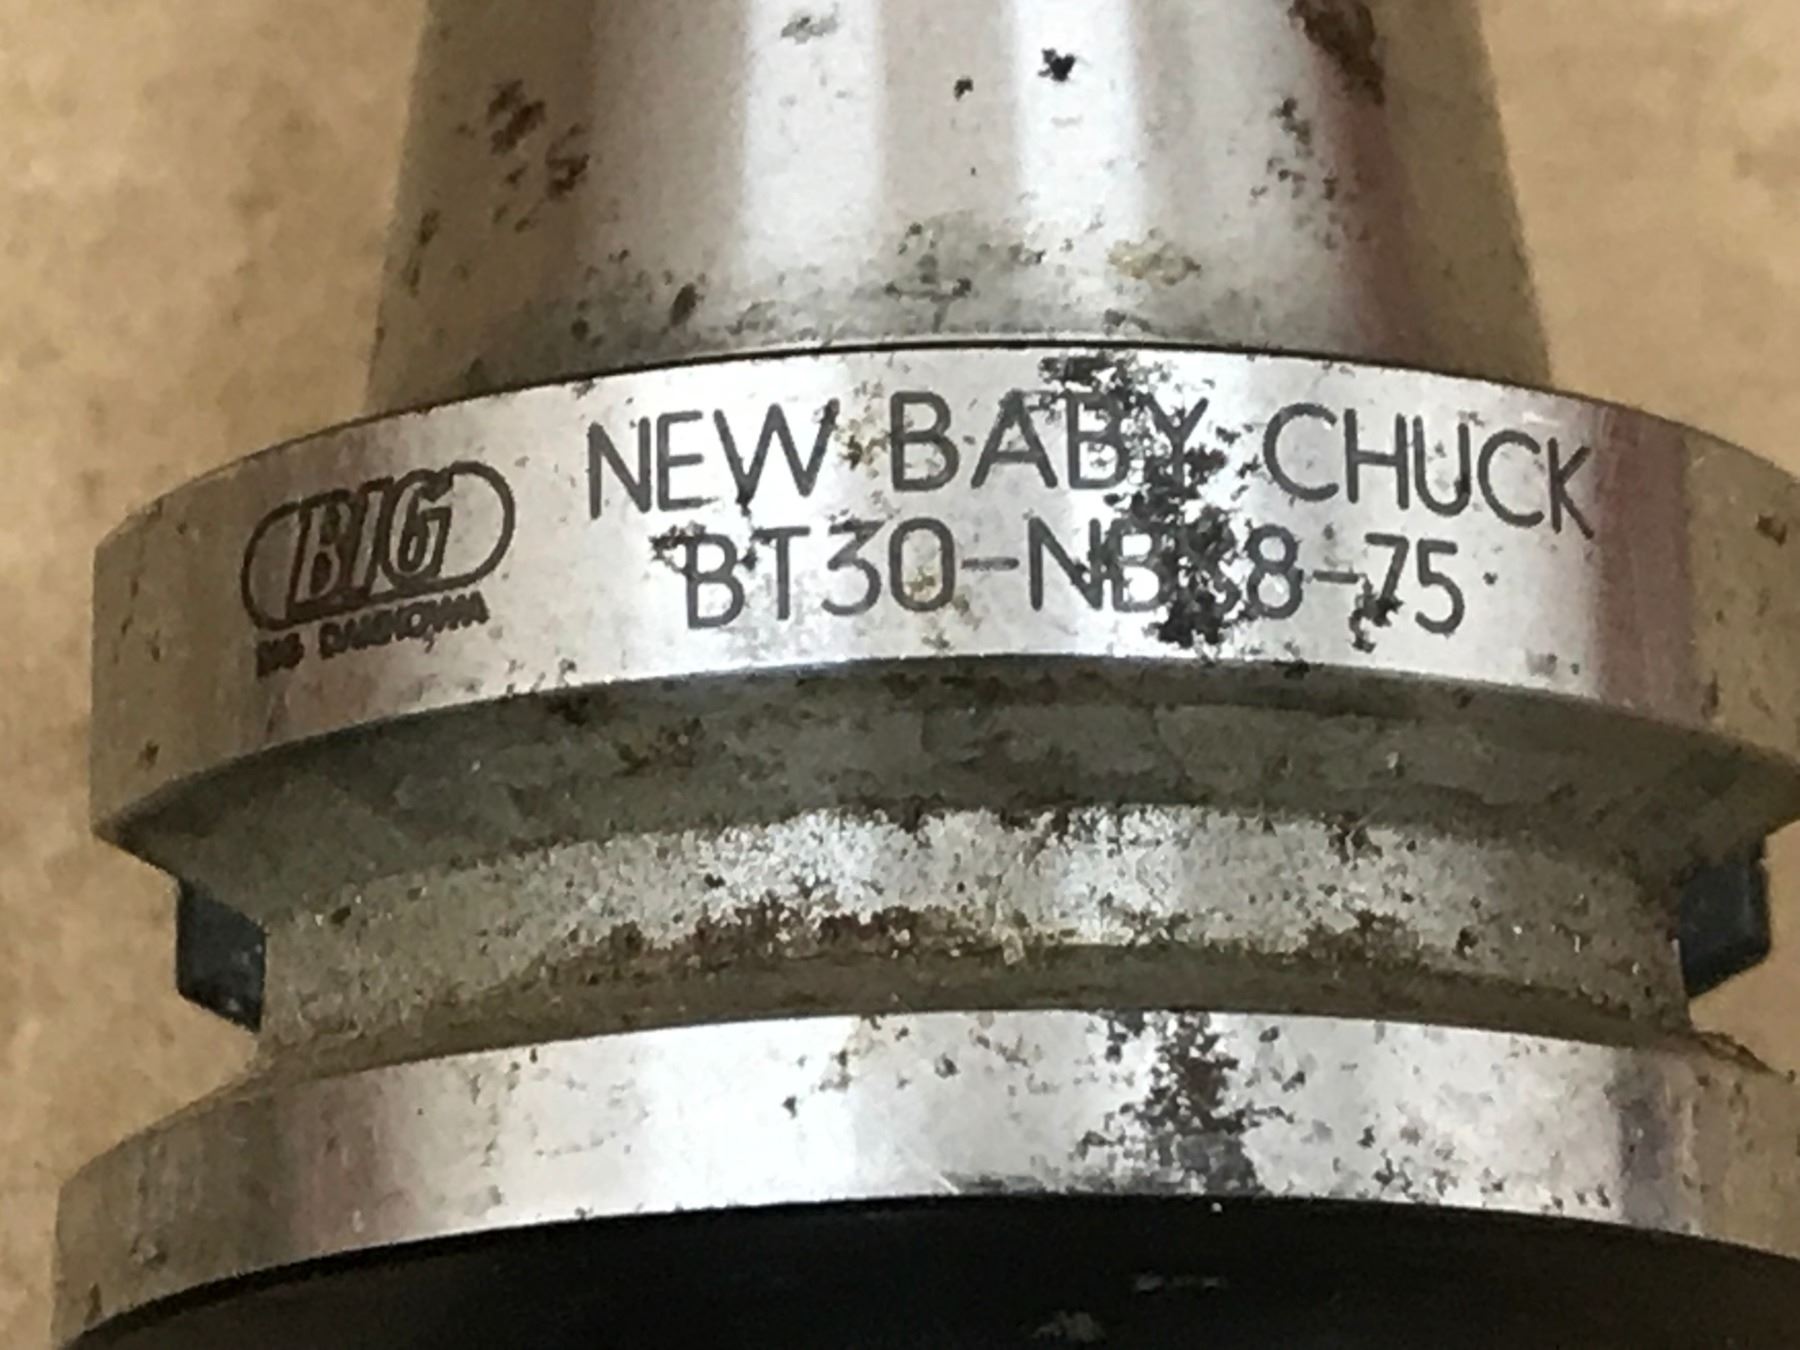 NEW BABY CHUCK
BIG
BT30-NBS8-75
BIG DAISHOWA